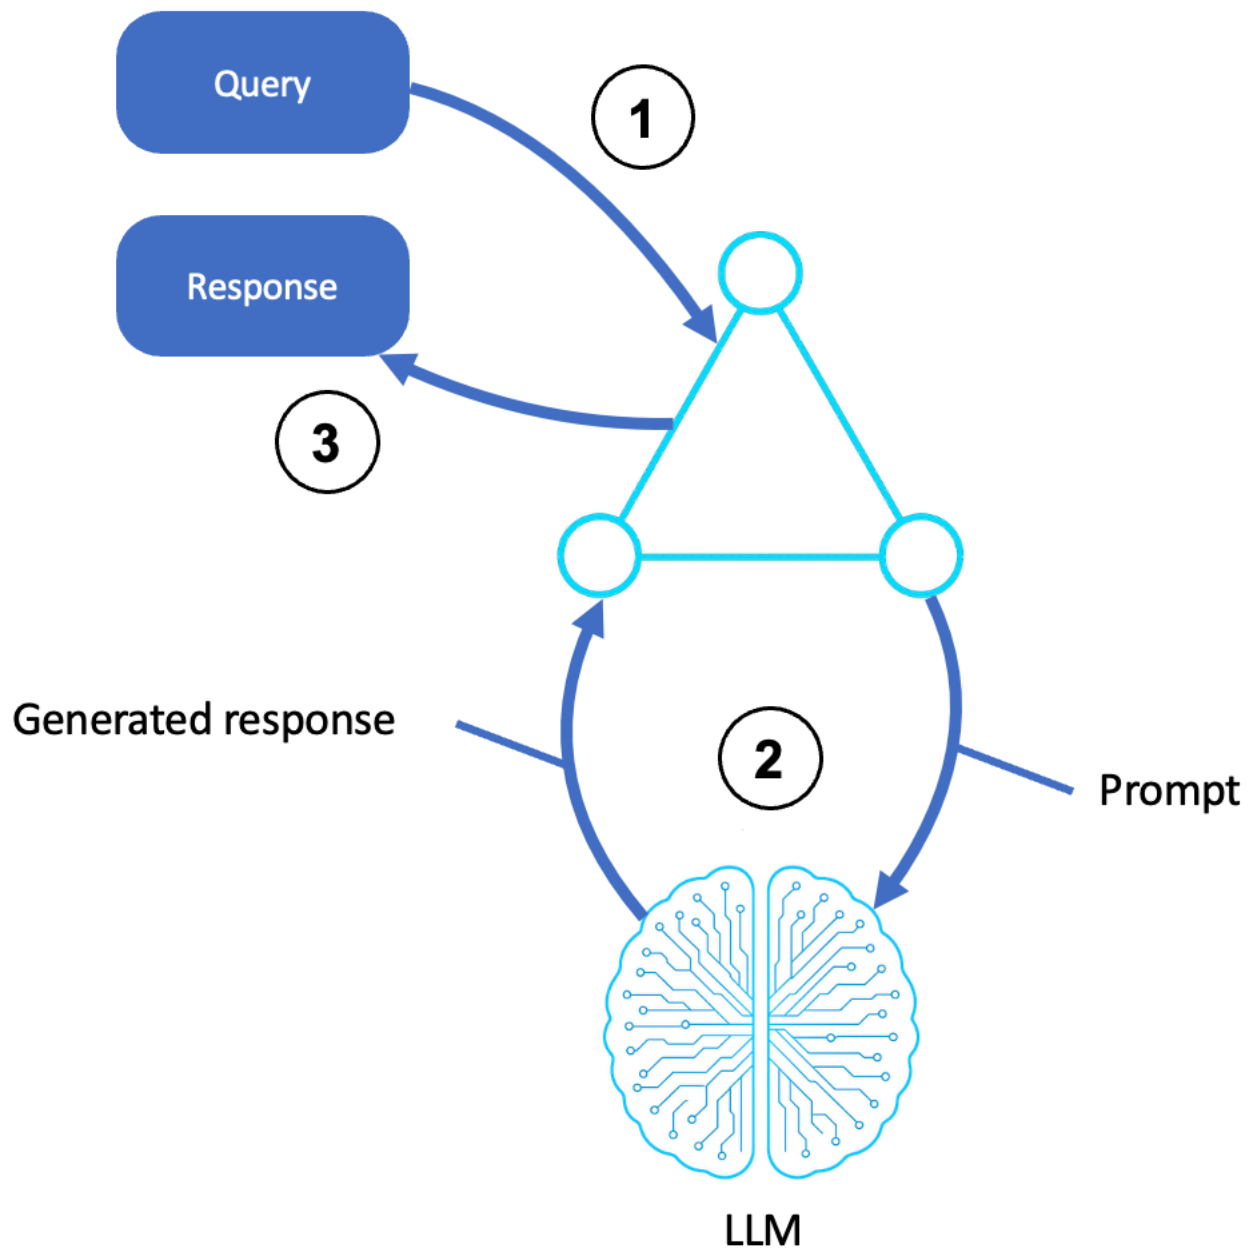 Query
1
Response
3
Generated response
2
Prompt
LLM